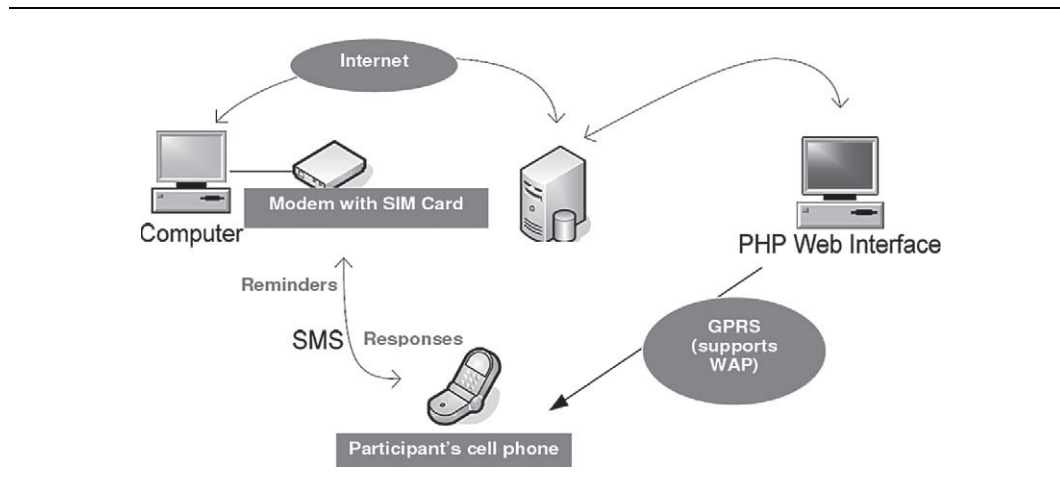 Internet
Modem with SIM Card
Computer
PHP Web Interface
Reminders
SMS
Responses
GPRS
(supports
WAP)
Participant's cell phone